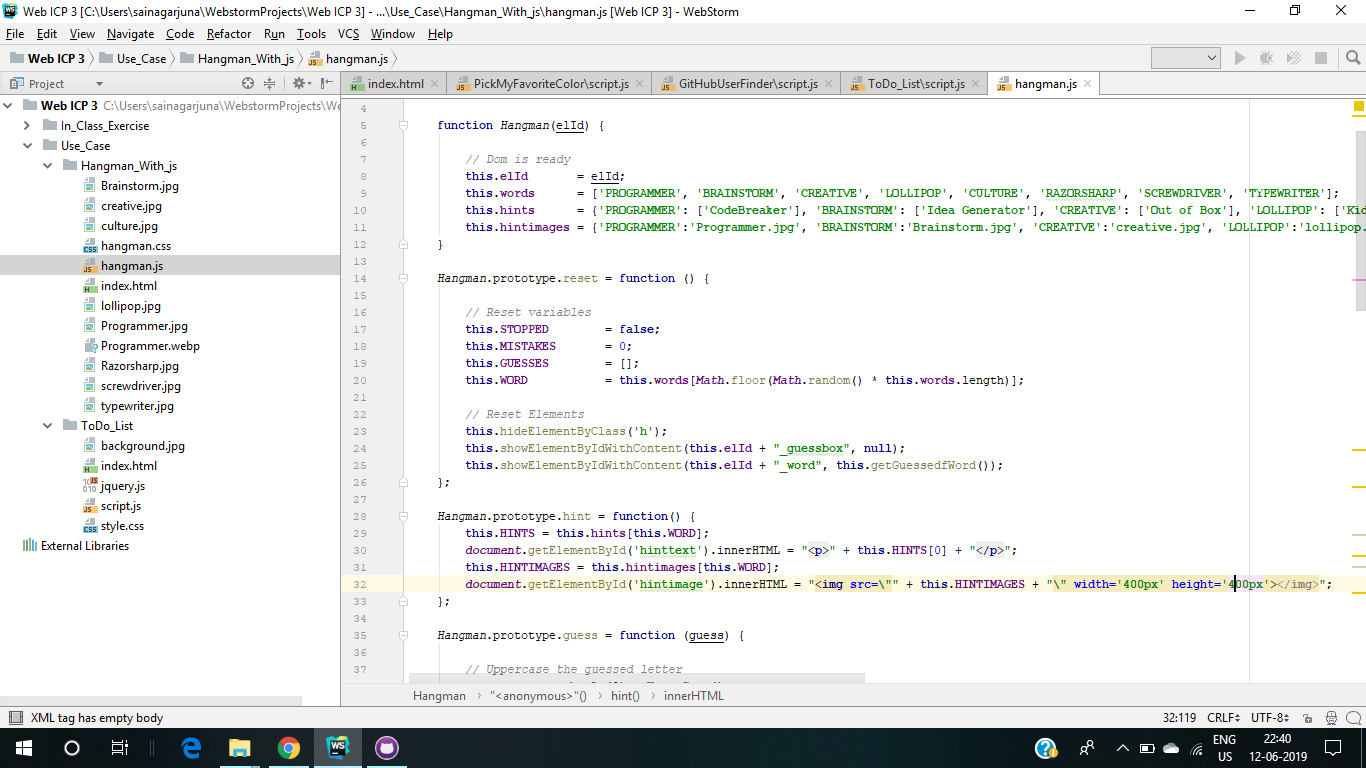 Web ICP 3 [C:\Users\sainagarjuna\WebstormProjects\Web ICP 3] - ...\Use_Case\Hangman_With_js\hangman.js [Web ICP 3] - WebStorm
File Edit View Navigate Code Refactor Run Tools VCS Window Help
Web ICP 3 Use_Case Hangman_With_js hangman.js
Project
index.html PickMyFavoriteColor\script.js GitHubUserFinder\script.js ToDo_List\script.js hangman.js
Web ICP 3 C:\Users\sainagarjuna\WebstormProjects\We
In_Class_Exercise
Use_Case
Hangman_With_js
Brainstorm.jpg
creative.jpg
culture.jpg
hangman.css
hangman.js
index.html
lollipop.jpg
Programmer.jpg
Programmer.webp
Razorsharp.jpg
screwdriver.jpg
typewriter.jpg
ToDo_List
background.jpg
index.html
jquery.js
script.js
style.css
External Libraries
4
5 function Hangman(elId) {
6
7 // Dom is ready
8 this.elId = elId;
9 this.words = ['PROGRAMMER', 'BRAINSTORM', 'CREATIVE', 'LOLLIPOP', 'CULTURE', 'RAZORSHARP', 'SCREWDRIVER', 'TYPEWRITER'];
10 this.hints = {'PROGRAMMER': ['CodeBreaker'], 'BRAINSTORM': ['Idea Generator'], 'CREATIVE': ['Out of Box'], 'LOLLIPOP': ['Kid
11 this.hintimages = {'PROGRAMMER':'Programmer.jpg', 'BRAINSTORM':'Brainstorm.jpg', 'CREATIVE':'creative.jpg', 'LOLLIPOP':'lollipop.
12 }
13
14 Hangman.prototype.reset = function () {
15
16 // Reset variables
17 this.STOPPED = false;
18 this.MISTAKES = 0;
19 this.GUESSES = [];
20 this.WORD = this.words[Math.floor(Math.random() * this.words.length)];
21
22 // Reset Elements
23 this.hideElementByClass('h');
24 this.showElementByIdWithContent(this.elId + "_guessbox", null);
25 this.showElementByIdWithContent(this.elId + "_word", this.getGuessedfWord());
26 };
27
28 Hangman.prototype.hint = function() {
29 this.HINTS = this.hints[this.WORD];
30 document.getElementById('hinttext').innerHTML = "<p>" + this.HINTS[0] + "</p>";
31 this.HINTIMAGES = this.hintimages[this.WORD];
32 document.getElementById('hintimage').innerHTML = "<img src=\"" + this.HINTIMAGES + "\" width='400px' height='400px'></img>";
33 };
34
35 Hangman.prototype.guess = function (guess) {
36
37 // Uppercase the guessed letter
Hangman "<anonymous>"() hint() innerHTML
XML tag has empty body
32:119 CRLF UTF-8
ENG
US
22:40
12-06-2019